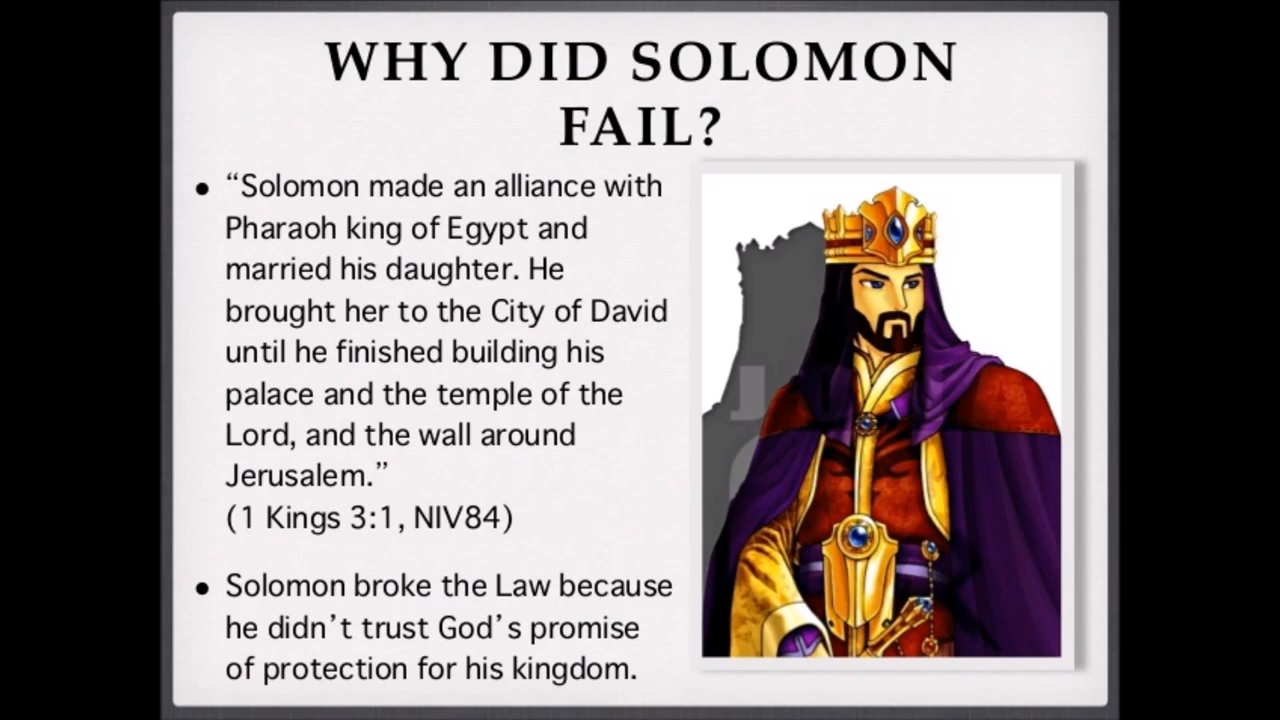 WHY DID SOLOMON
FAIL?
• “Solomon made an alliance with
Pharaoh king of Egypt and
married his daughter. He
brought her to the City of David
until he finished building his
palace and the temple of the
Lord, and the wall around
Jerusalem.”
(1 Kings 3:1, NIV84)
• Solomon broke the Law because
he didn’t trust God’s promise
of protection for his kingdom.